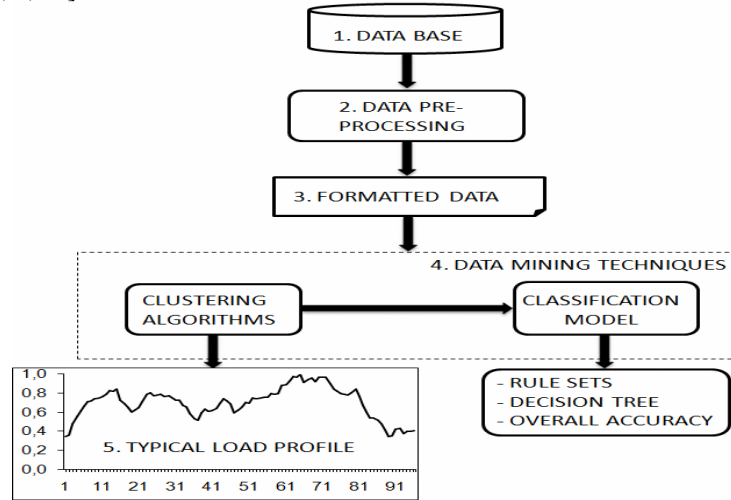 1. DATA BASE
2. DATA PRE-
PROCESSING
3. FORMATTED DATA
4. DATA MINING TECHNIQUES
CLUSTERING
ALGORITHMS
CLASSIFICATION
MODEL
1,0
0,8
0,6
0,4
0,2
0,0
5. TYPICAL LOAD PROFILE
1 11 21 31 41 51 61 71 81 91
- RULE SETS
- DECISION TREE
- OVERALL ACCURACY